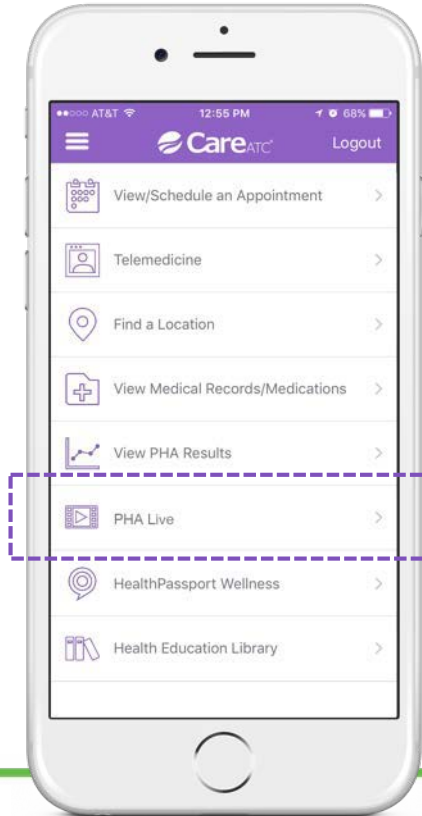 AT&T 12:55 PM 68%
CareATC Logout
View/Schedule an Appointment
Telemedicine
Find a Location
View Medical Records/Medications
View PHA Results
PHA Live
HealthPassport Wellness
Health Education Library